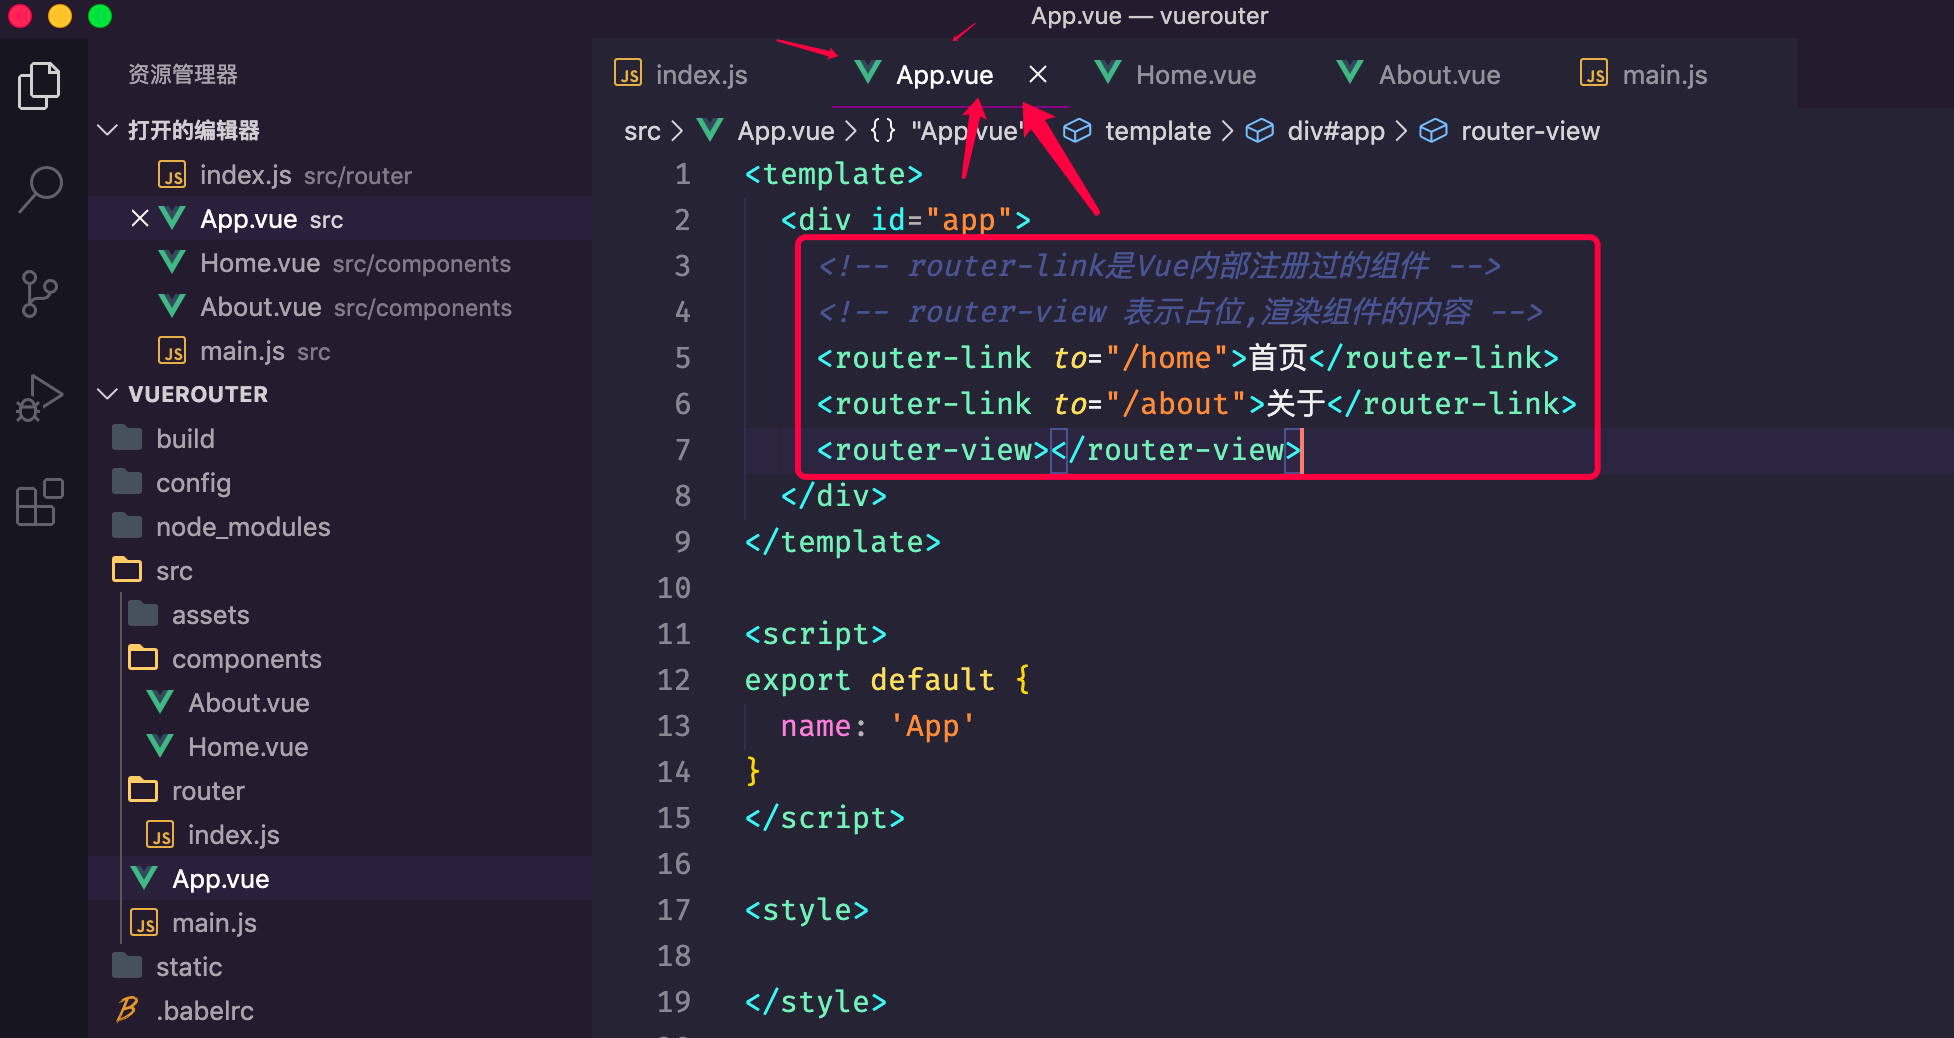 App.vue — vuerouter
资源管理器
打开的编辑器
JS index.js src/router
App.vue src
Home.vue src/components
About.vue src/components
JS main.js src
VUEROUTER
build
config
node_modules
src
assets
components
About.vue
Home.vue
router
JS index.js
App.vue
JS main.js
static
.babelrc
JS index.js
App.vue
Home.vue
About.vue
JS main.js
src > App.vue > {} "App.vue" template > div#app > router-view
1 <template>
2 <div id="app">
3 <!-- router-link是Vue内部注册过的组件 -->
4 <!-- router-view 表示占位,渲染组件的内容 -->
5 <router-link to="/home">首页</router-link>
6 <router-link to="/about">关于</router-link>
7 <router-view></router-view>
8 </div>
9 </template>
10
11 <script>
12 export default {
13 name: 'App'
14 }
15 </script>
16
17 <style>
18
19 </style>